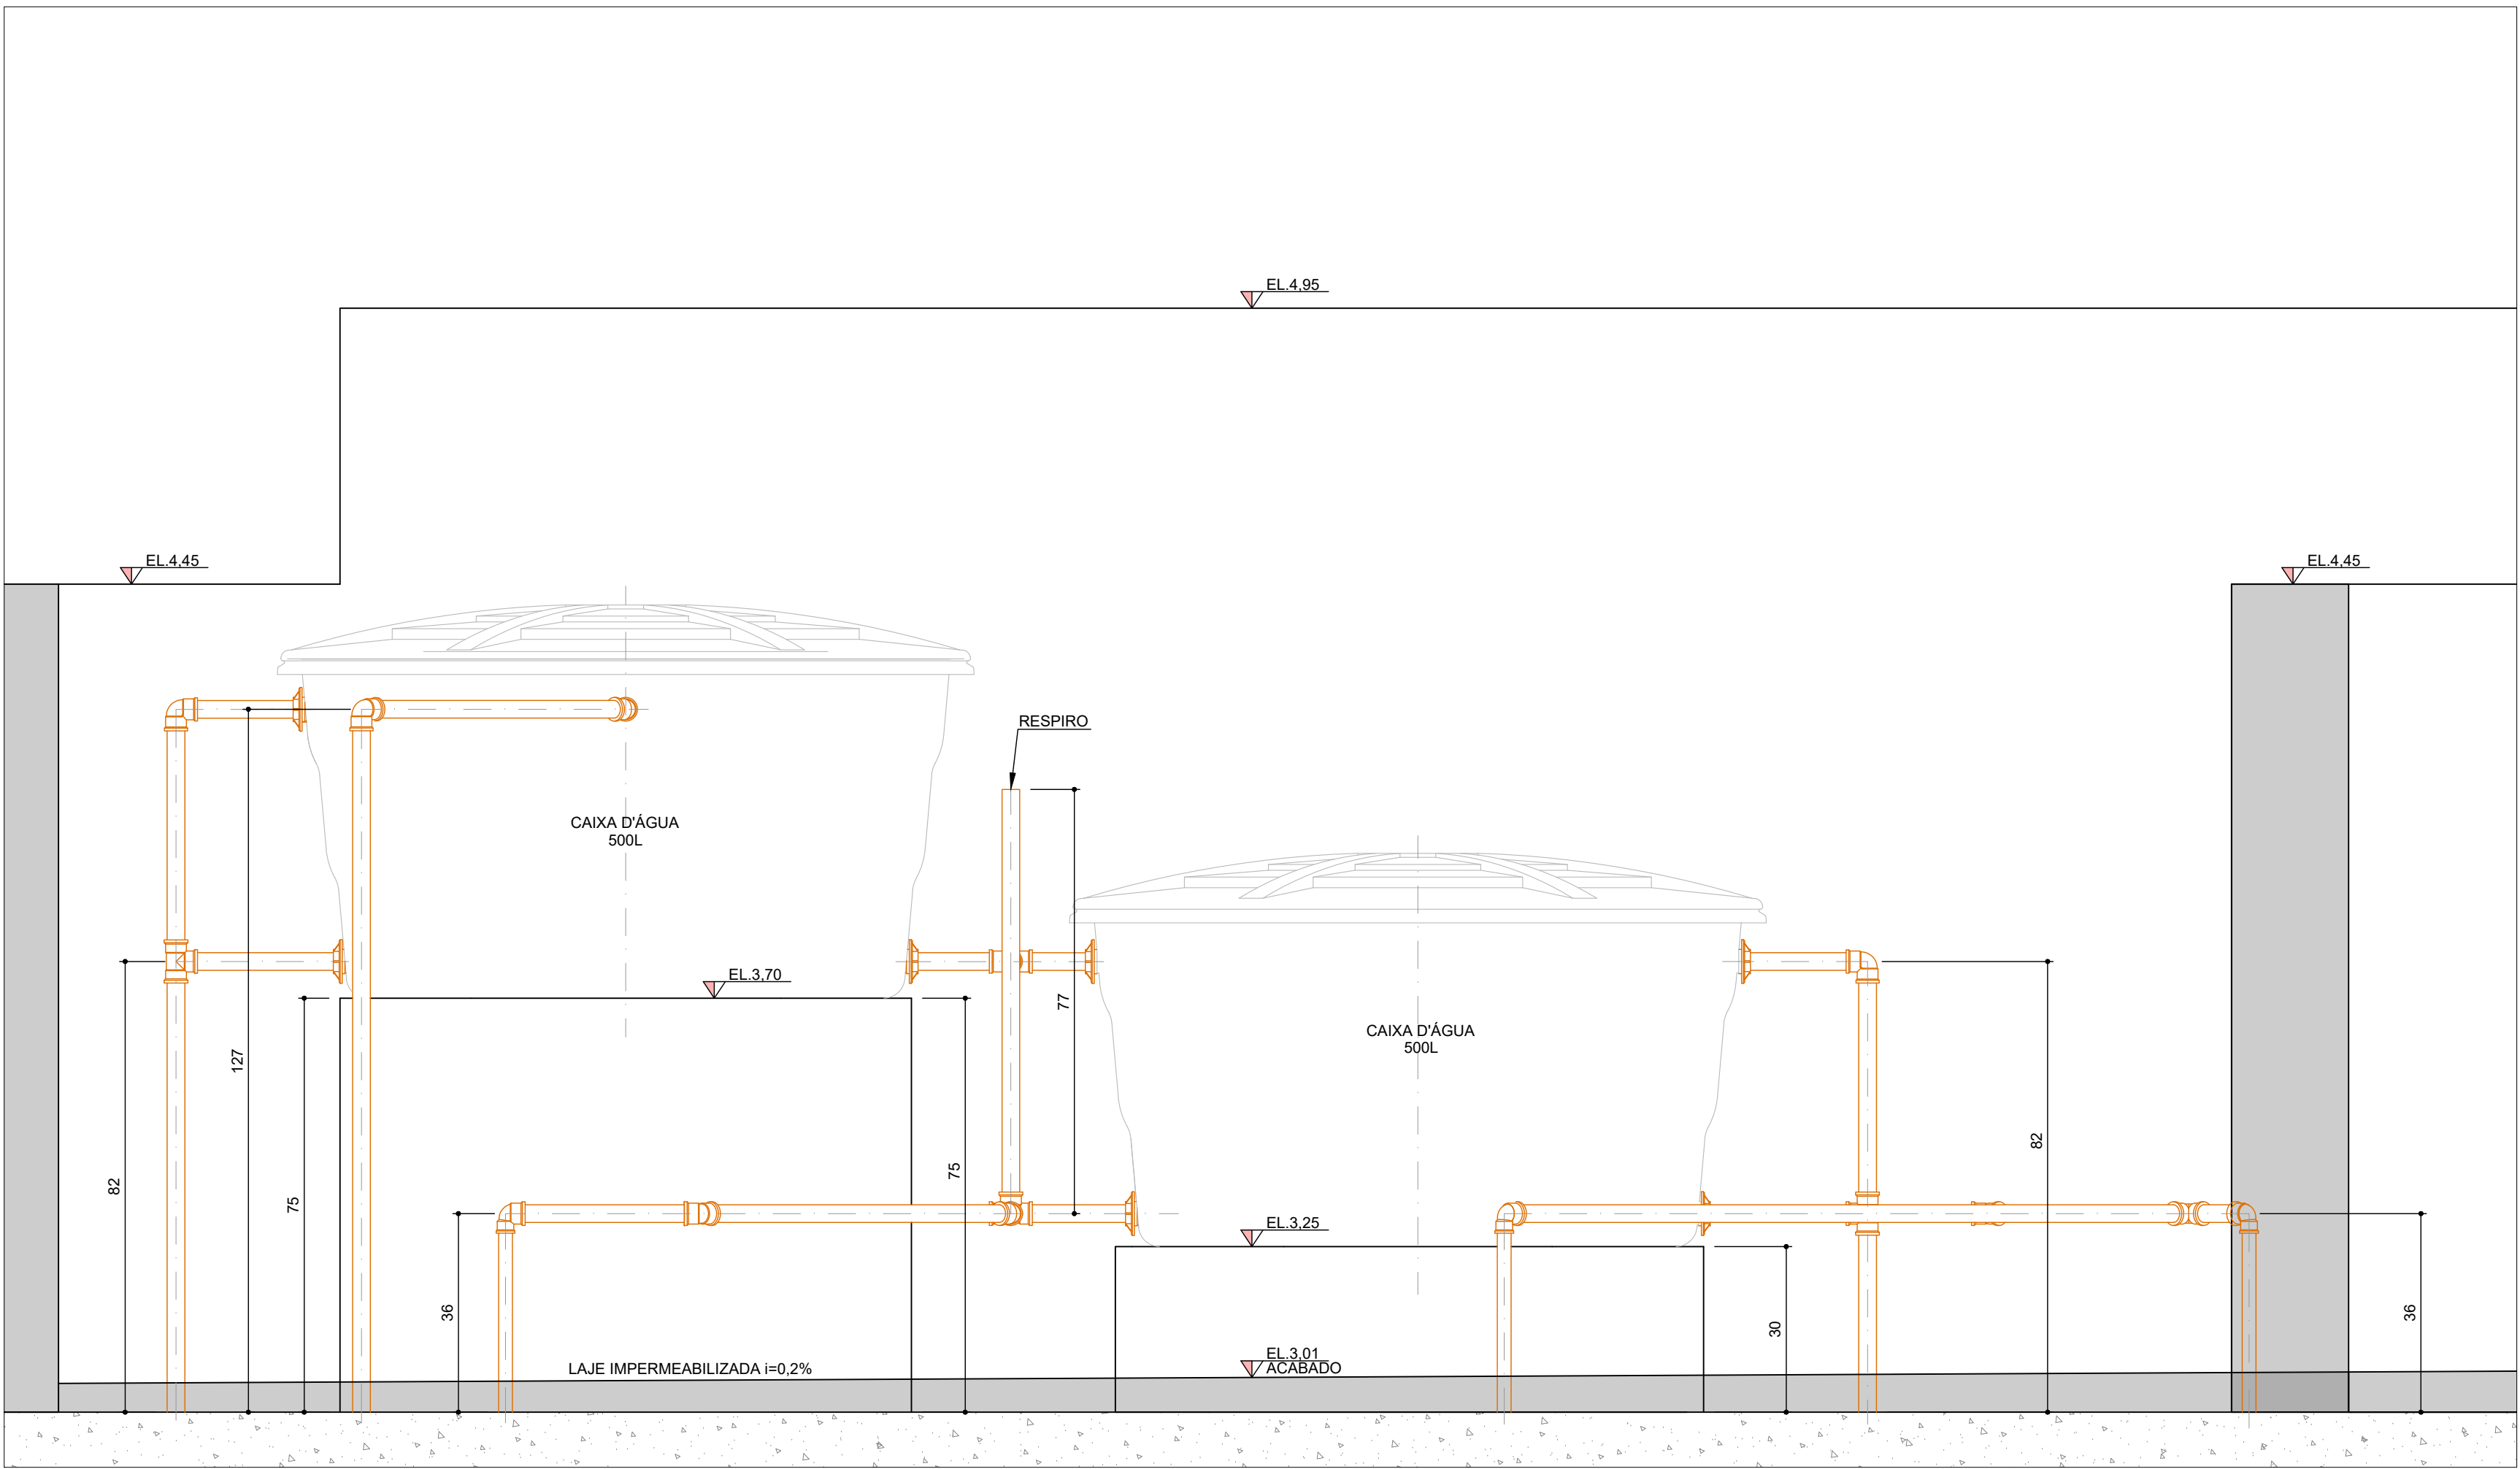 EL.4,95
EL.4,45
EL.4,45
RESPIRO
CAIXA D'ÁGUA
500L
EL.3,70
77
CAIXA D'ÁGUA
500L
127
82
75
75
82
EL.3,25
36
30
36
LAJE IMPERMEABILIZADA i=0,2%
EL.3,01
ACABADO